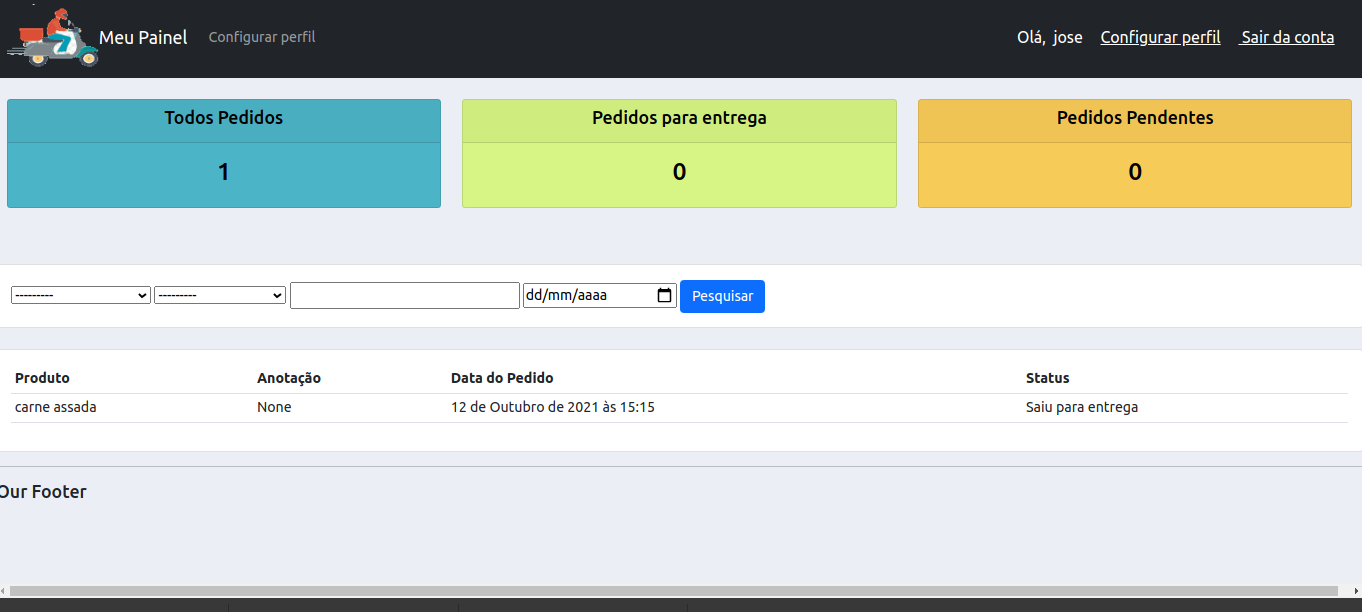 Meu Painel Configurar perfil Olá, jose Configurar perfil Sair da conta
Todos Pedidos Pedidos para entrega Pedidos Pendentes
1 0 0
--------- --------- dd/mm/aaaa Pesquisar
Produto Anotação Data do Pedido Status
carne assada None 12 de Outubro de 2021 às 15:15 Saiu para entrega
Our Footer